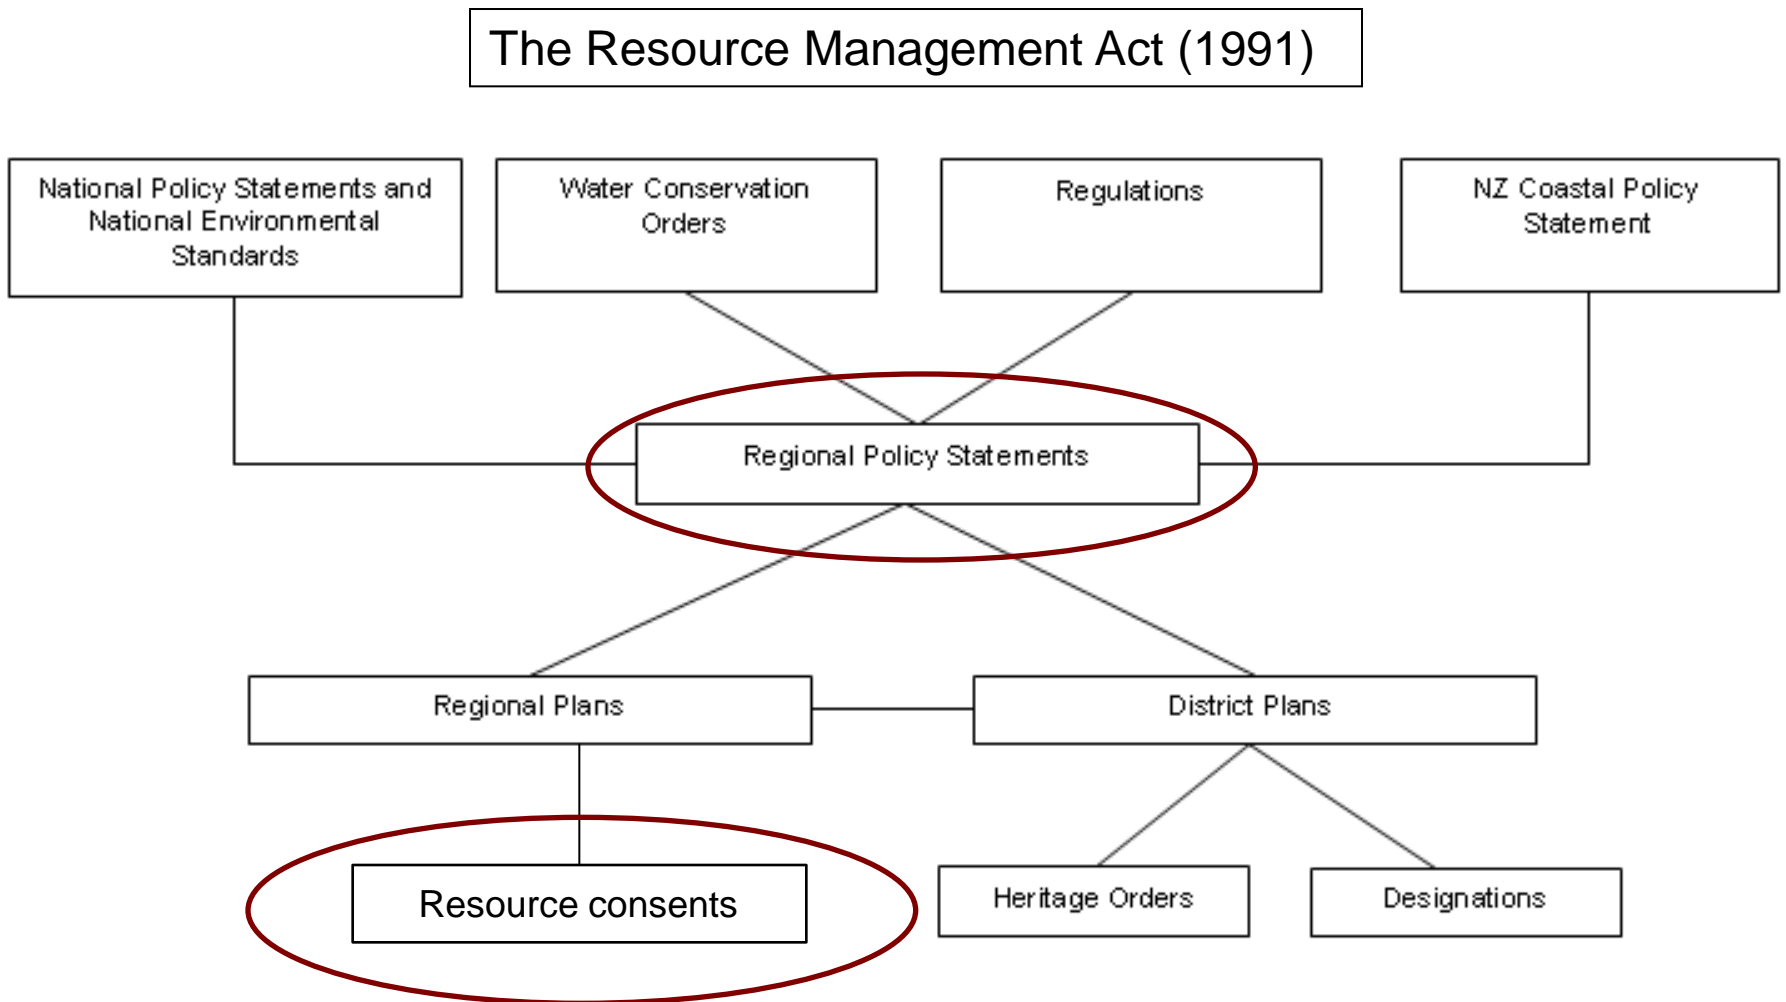 The Resource Management Act (1991)
National Policy Statements and
National Environmental
Standards
Water Conservation
Orders
Regulations
NZ Coastal Policy
Statement
Regional Policy Statements
Regional Plans
District Plans
Resource consents
Heritage Orders
Designations